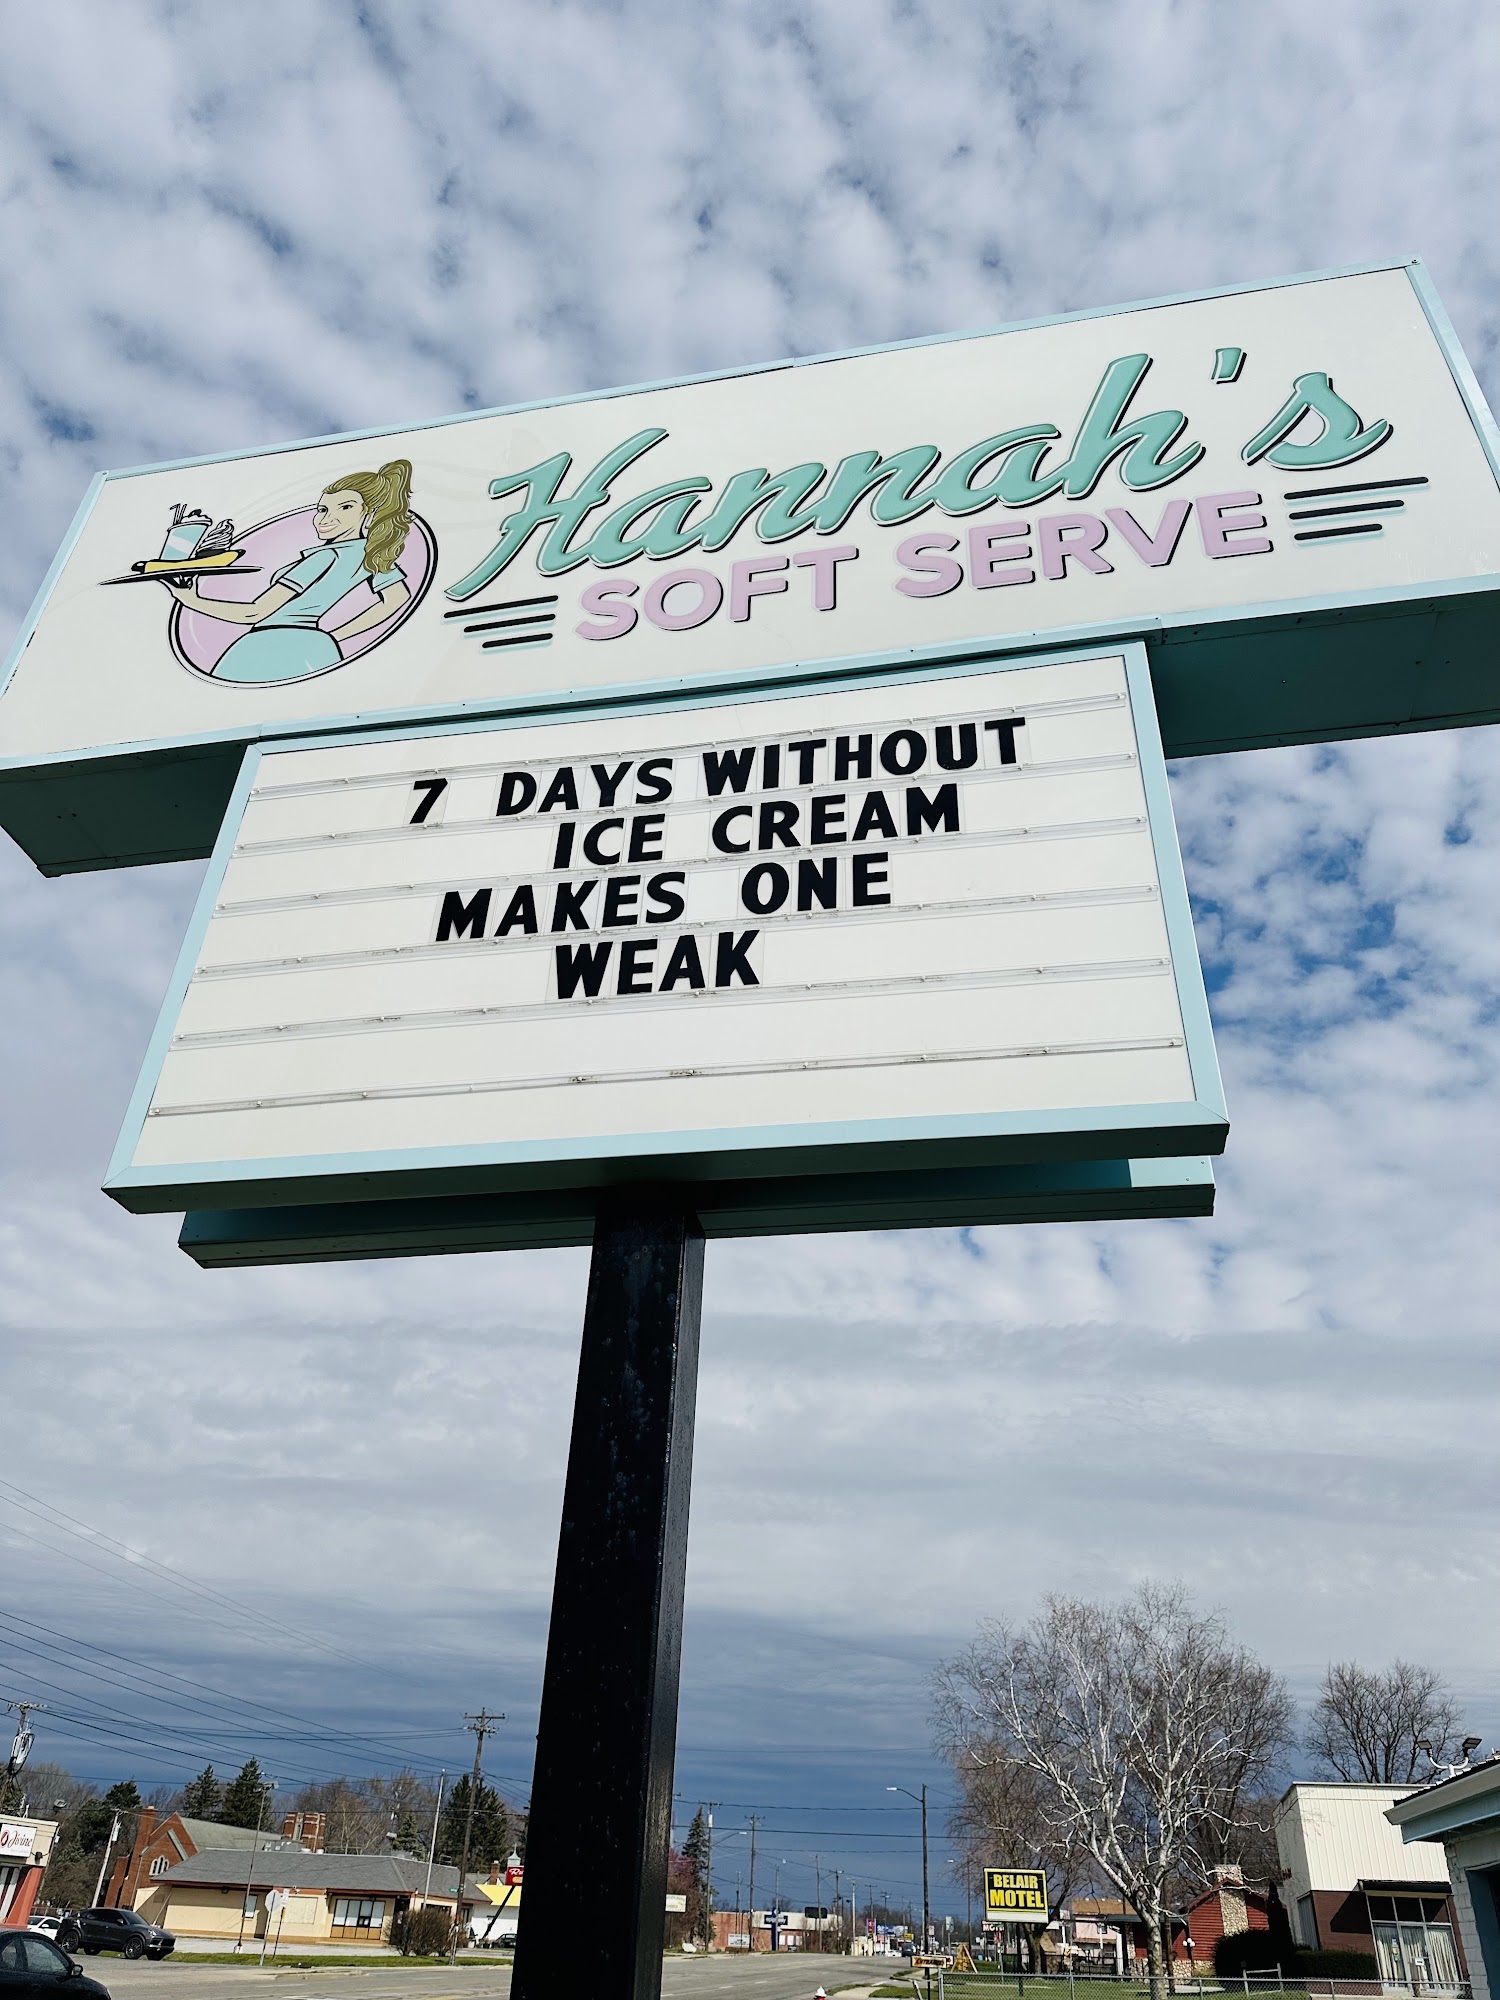 Hannah's
SOFT SERVE
7 DAYS WITHOUT
ICE CREAM
MAKES ONE
WEAK
BELAIR
MOTEL